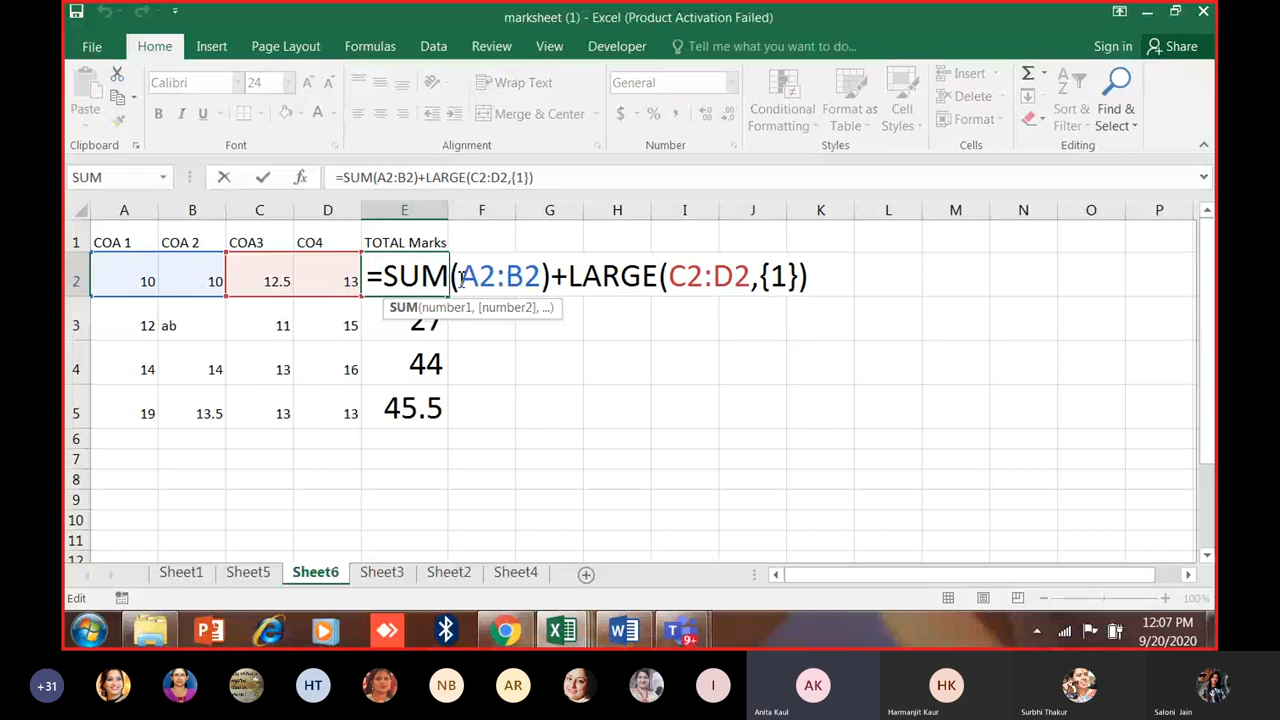 marksheet (1) - Excel (Product Activation Failed)
File Home Insert Page Layout Formulas Data Review View Developer Tell me what you want to do... Sign in Share
Paste
Calibri 24 A A
B I U A
Wrap Text
Merge & Center
General
$ % ,
Conditional Formatting
Format as Table
Cell Styles
Insert
Delete
Format
Sort & Filter
Find & Select
Clipboard Font Alignment Number Styles Cells Editing
SUM fx =SUM(A2:B2)+LARGE(C2:D2,{1})
A B C D E F G H I J K L M N O P
1 COA 1 COA 2 COA3 CO4 TOTAL Marks
2 10 10 12.5 13 =SUM(A2:B2)+LARGE(C2:D2,{1})
SUM(number1, [number2], ...)
3 12 ab 11 15 27
4 14 14 13 16 44
5 19 13.5 13 13 45.5
6
7
8
9
10
11
12
Sheet1 Sheet5 Sheet6 Sheet3 Sheet2 Sheet4
Edit 100%
12:07 PM
9/20/2020
9+
+31 HT NB AR I AK HK
Anita Kaul Harmanjit Kaur Surbhi Thakur Saloni Jain